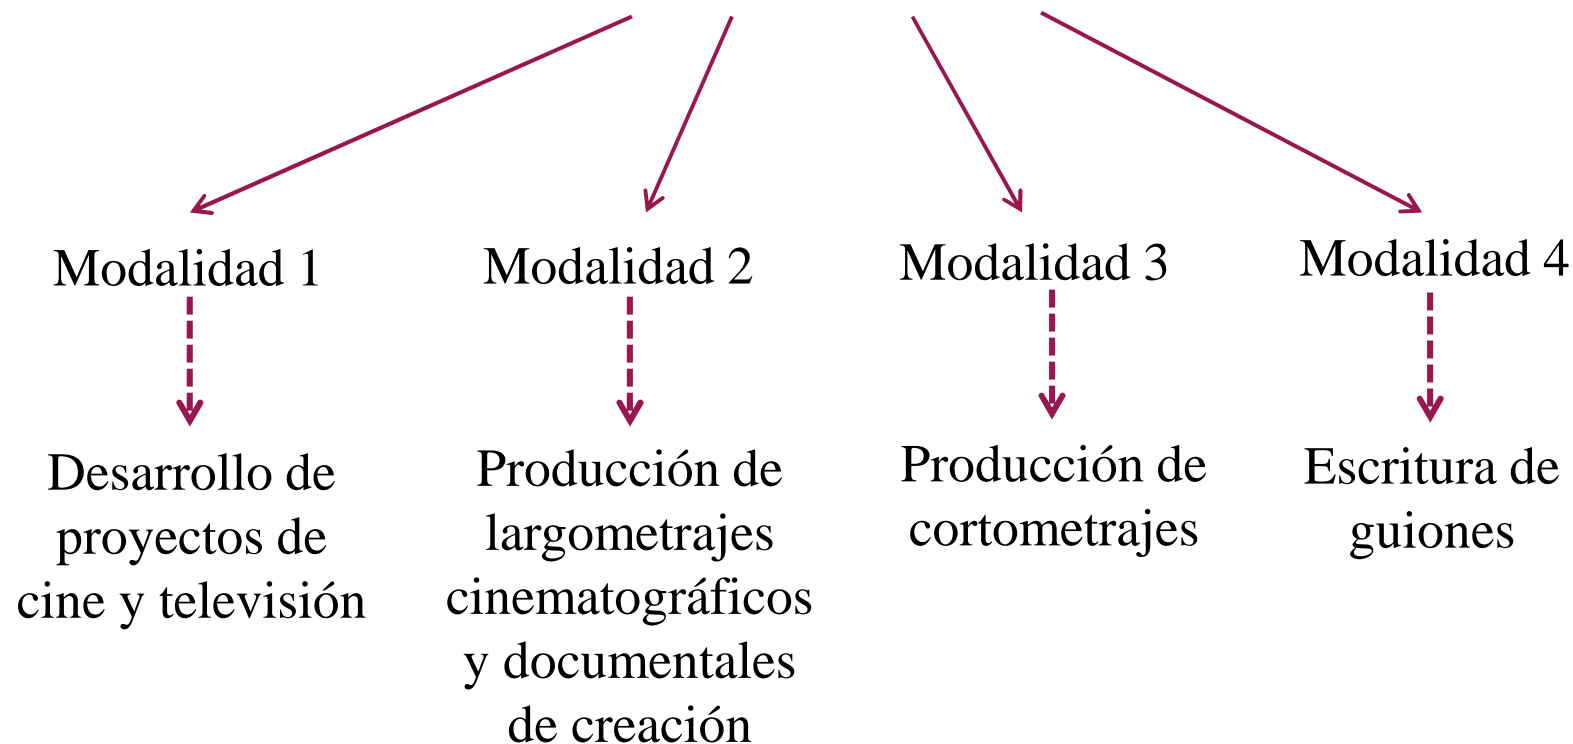 Modalidad 1
Modalidad 2
Modalidad 3
Modalidad 4
Desarrollo de
proyectos de
cine y televisión
Producción de
largometrajes
cinematográficos
y documentales
de creación
Producción de
cortometrajes
Escritura de
guiones